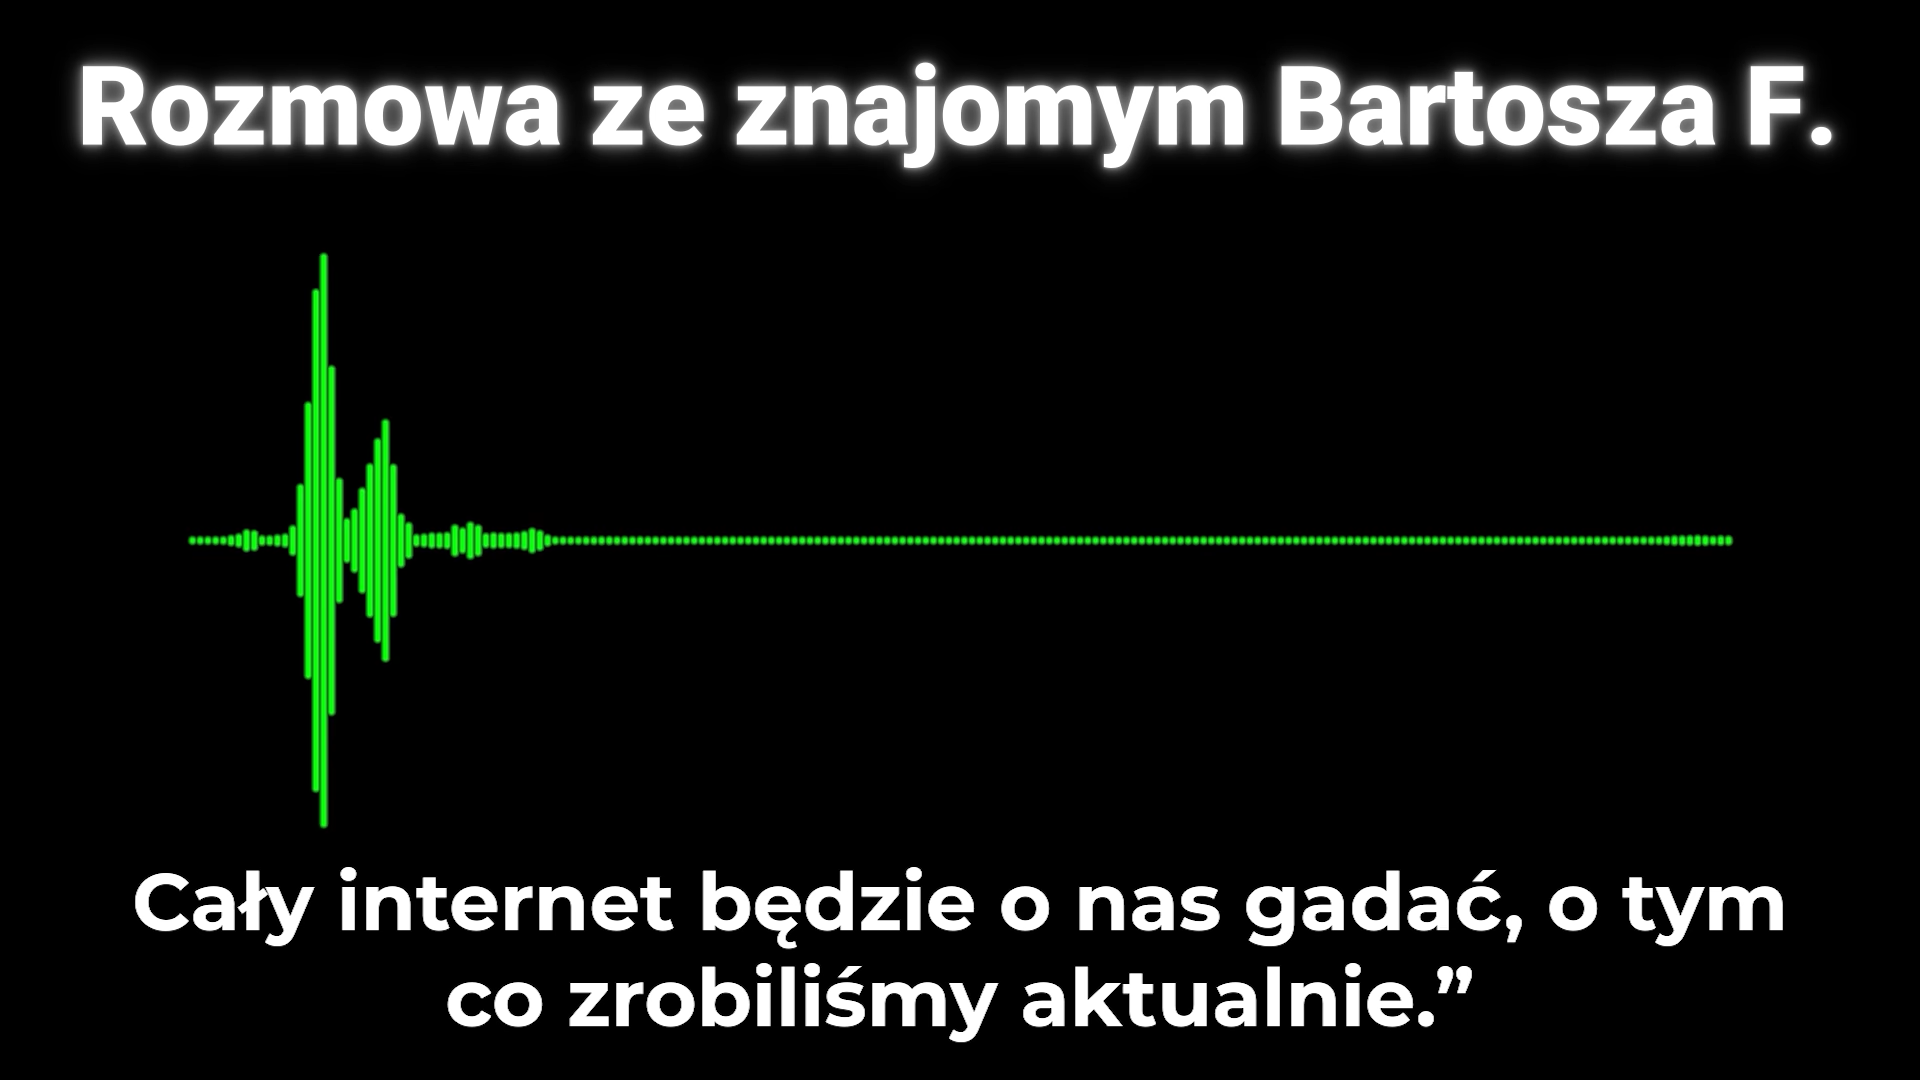 Rozmowa ze znajomym Bartosza F.
Cały internet będzie o nas gadać, o tym
co zrobiliśmy aktualnie.”